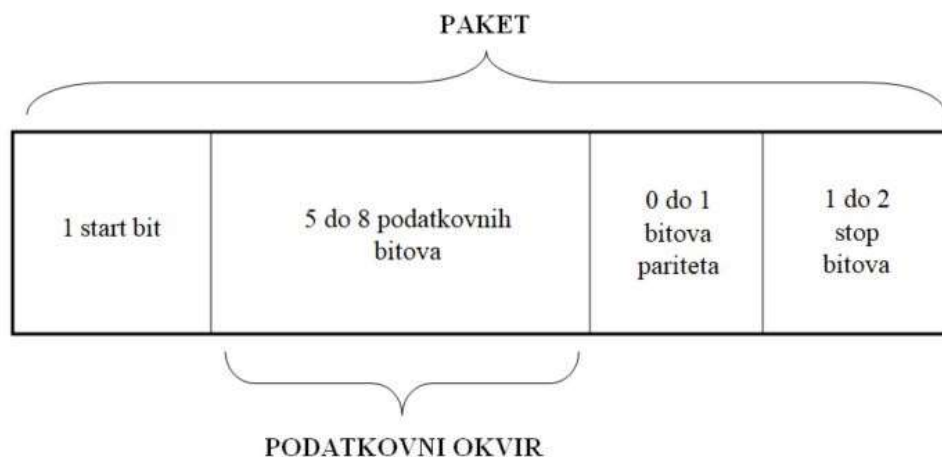 PAKET
1 start bit
5 do 8 podatkovnih
bitova
0 do 1
bitova
pariteta
1 do 2
stop
bitova
PODATKOVNI OKVIR